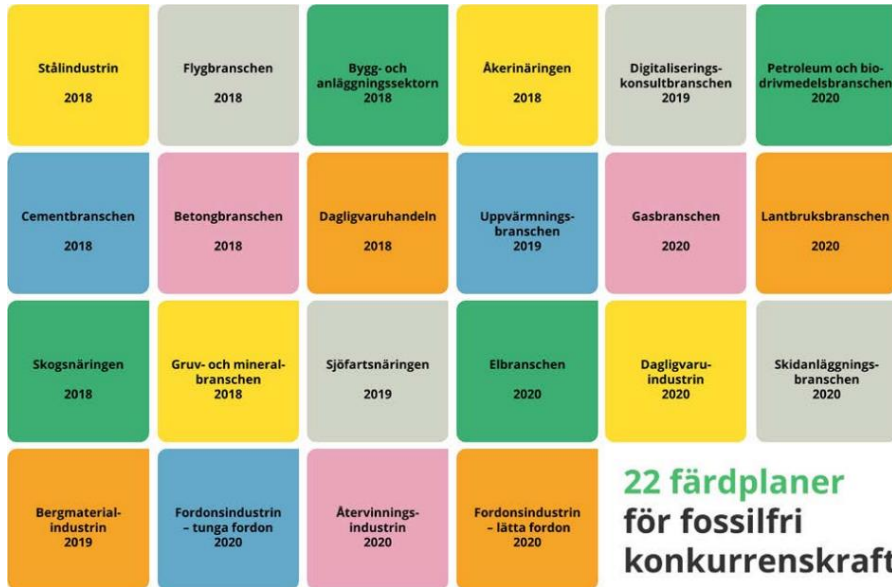 Stålindustrin
2018
Flygbranschen
2018
Bygg- och
anläggningssektorn
2018
Åkerinäringen
2018
Digitaliserings-
konsultbranschen
2019
Petroleum och bio-
drivmedelsbranschen
2020
Cementbranschen
2018
Betongbranschen
2018
Dagligvaruhandeln
2018
Uppvärmnings-
branschen
2019
Gasbranschen
2020
Lantbruksbranschen
2020
Skogsnäringen
2018
Gruv- och mineral-
branschen
2018
Sjöfartsnäringen
2019
Elbranschen
2020
Dagligvaru-
industrin
2020
Skidanläggnings-
branschen
2020
Bergmaterial-
industrin
2019
Fordonsindustrin
– tunga fordon
2020
Återvinnings-
industrin
2020
Fordonsindustrin
– lätta fordon
2020
22 färdplaner
för fossilfri
konkurrenskraft